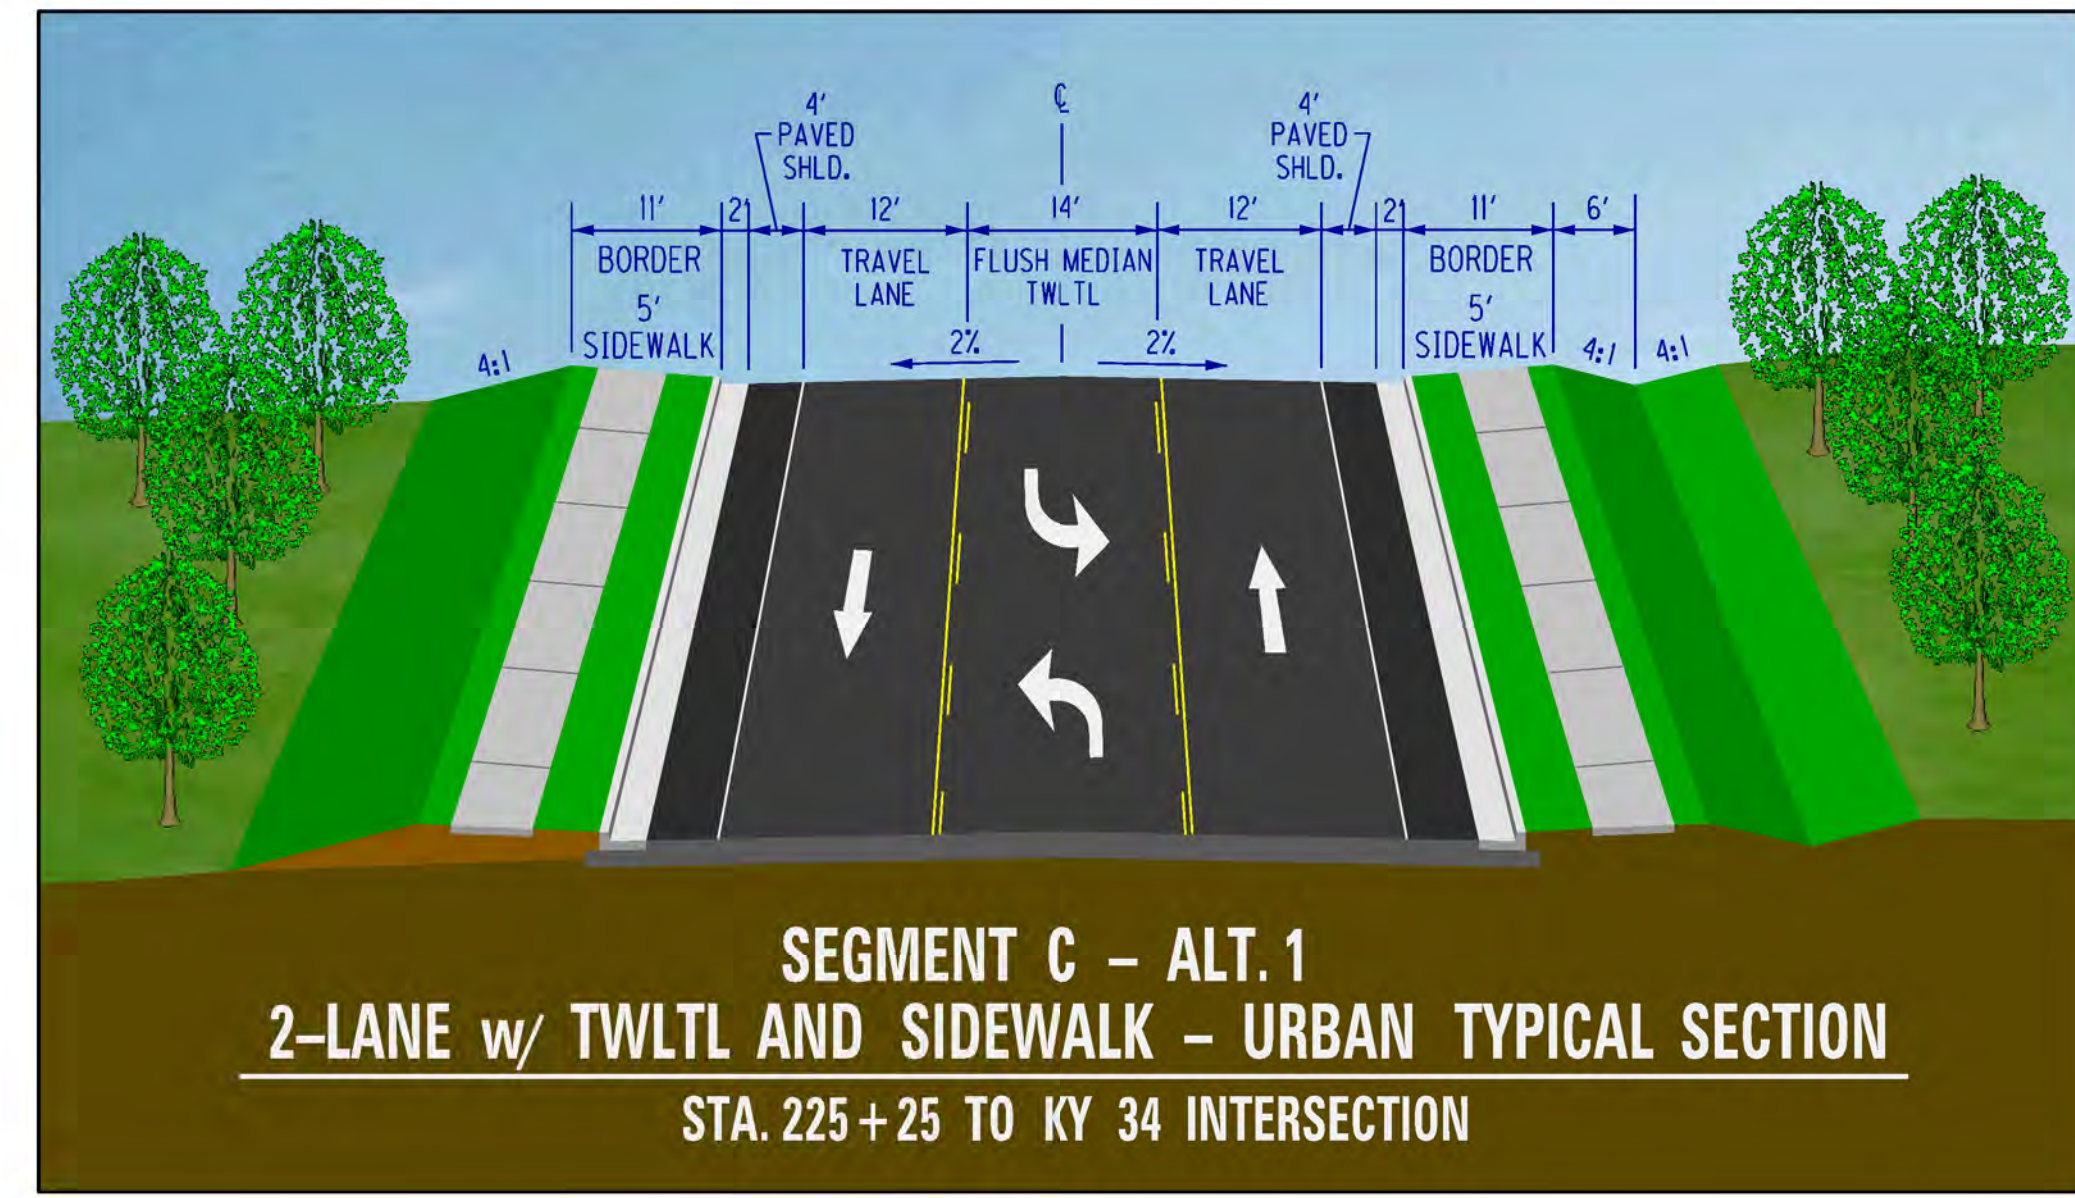 4'
PAVED
SHLD.
℄
4'
PAVED
SHLD.
11' 2' 12' 14' 12' 2' 11' 6'
BORDER
5'
SIDEWALK
TRAVEL
LANE
FLUSH MEDIAN
TWLTL
TRAVEL
LANE
BORDER
5'
SIDEWALK
4:1
2% 2%
4:1 4:1
SEGMENT C – ALT. 1
2–LANE w/ TWLTL AND SIDEWALK – URBAN TYPICAL SECTION
STA. 225+25 TO KY 34 INTERSECTION